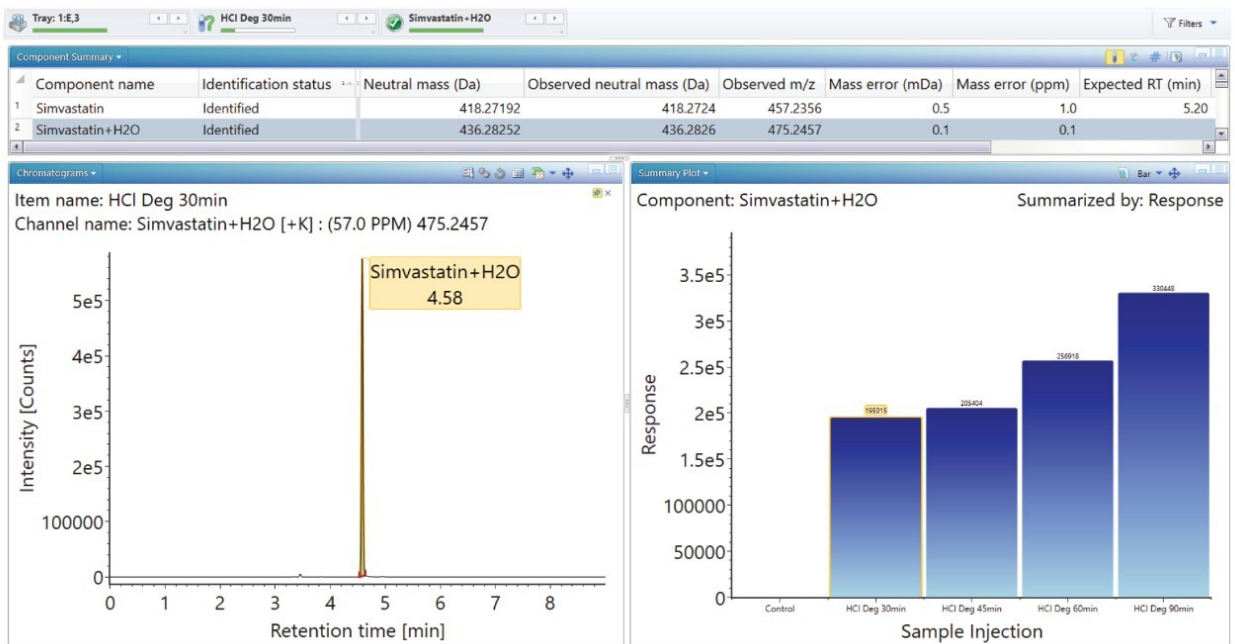 Tray: 1:E,3 HCl Deg 30min Simvastatin+H2O Filters
Component Summary
Component name Identification status Neutral mass (Da) Observed neutral mass (Da) Observed m/z Mass error (mDa) Mass error (ppm) Expected RT (min)
1 Simvastatin Identified 418.27192 418.2724 457.2356 0.5 1.0 5.20
2 Simvastatin+H2O Identified 436.28252 436.2826 475.2457 0.1 0.1
Chromatograms
Item name: HCl Deg 30min
Channel name: Simvastatin+H2O [+K] : (57.0 PPM) 475.2457
Simvastatin+H2O
4.58
5e5
4e5
3e5
2e5
100000
0
Intensity [Counts]
0 1 2 3 4 5 6 7 8
Retention time [min]
Summary Plot Bar
Component: Simvastatin+H2O Summarized by: Response
3.5e5
3e5
2.5e5
2e5
1.5e5
100000
50000
0
Response
195015
205404
256918
330448
Control HCl Deg 30min HCl Deg 45min HCl Deg 60min HCl Deg 90min
Sample Injection